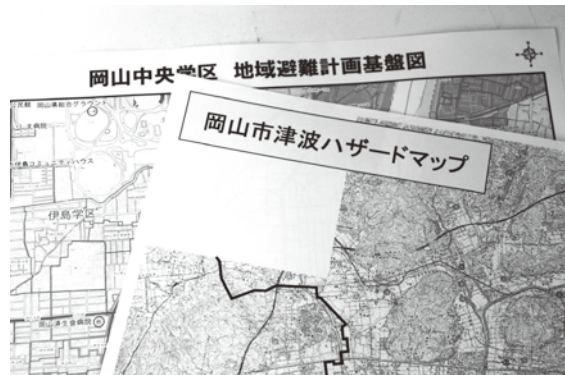 岡山中央学区 地域避難計画基盤図
岡山市津波ハザードマップ
岡山県総合グラウンド
伊島コミュニティハウス
伊島学区
岡山済生会病院